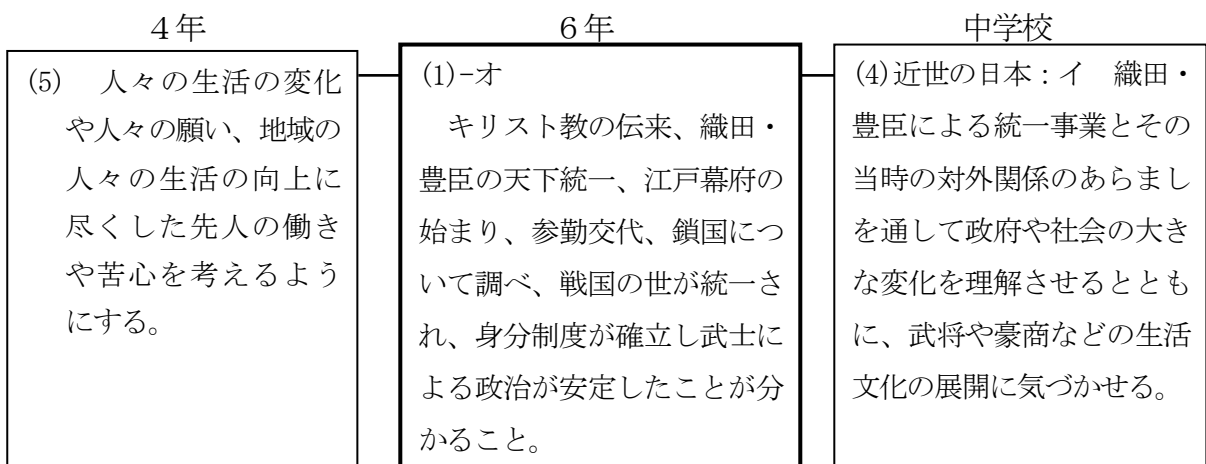 4年
(5)　人々の生活の変化
や人々の願い、地域の
人々の生活の向上に
尽くした先人の働き
や苦心を考えるよう
にする。
6年
(1)-オ
キリスト教の伝来、織田・
豊臣の天下統一、江戸幕府の
始まり、参勤交代、鎖国につ
いて調べ、戦国の世が統一さ
れ、身分制度が確立し武士に
よる政治が安定したことが分
かること。
中学校
(4)近世の日本：イ　織田・
豊臣による統一事業とその
当時の対外関係のあらまし
を通して政府や社会の大き
な変化を理解させるととも
に、武将や豪商などの生活
文化の展開に気づかせる。